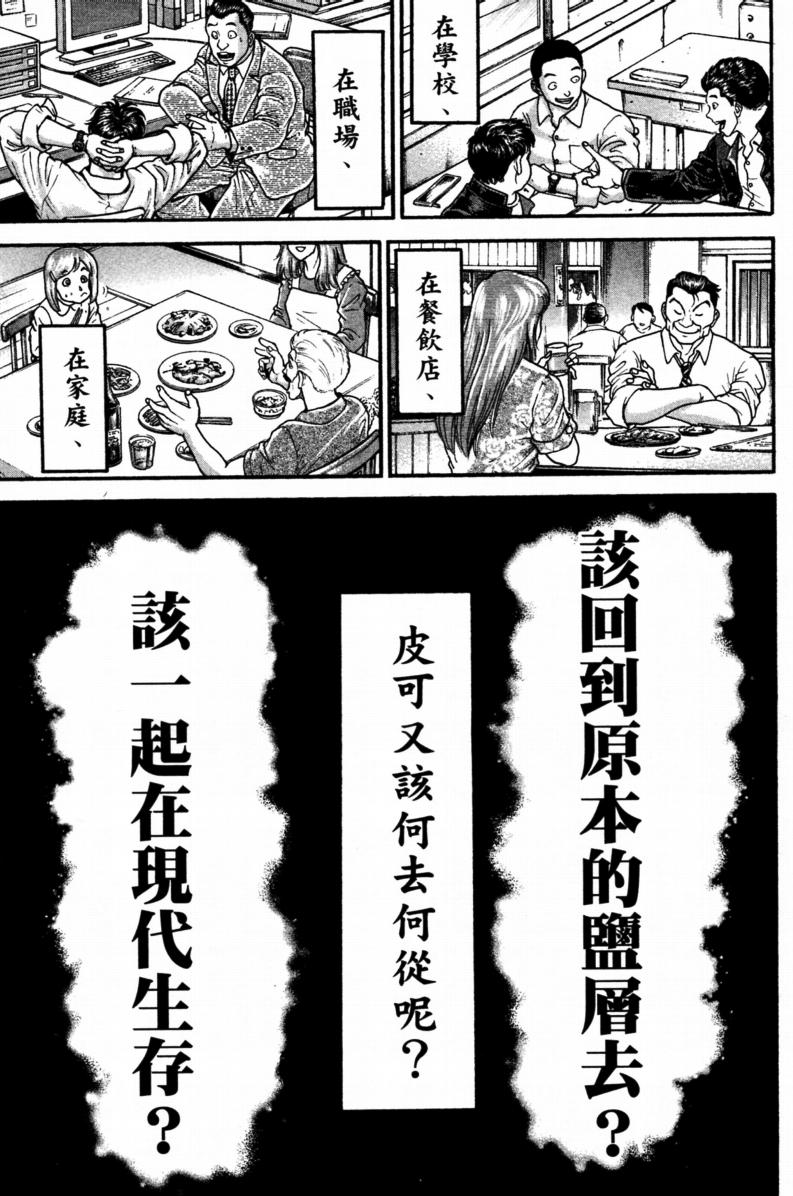 在學校、
在職場、
在餐飲店、
在家庭、
該回到原本的鹽層去？
皮可又該何去何從呢？
該一起在現代生存？